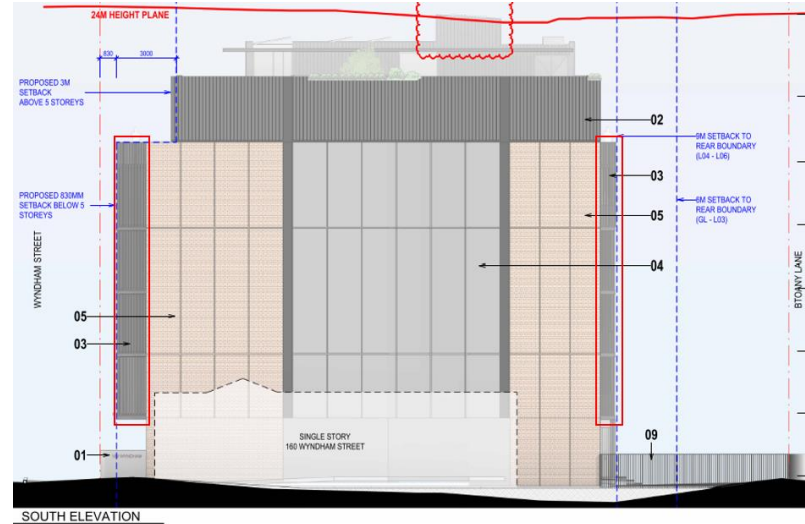 24M HEIGHT PLANE
830
3000
PROPOSED 3M
SETBACK
ABOVE 5 STOREYS
02
9M SETBACK TO
REAR BOUNDARY
(L04 - L06)
03
PROPOSED 830MM
SETBACK BELOW 5
STOREYS
6M SETBACK TO
REAR BOUNDARY
(GL - L03)
05
WYNDHAM STREET
04
BTOANY LANE
05
03
SINGLE STORY
160 WYNDHAM STREET
01
09
SOUTH ELEVATION